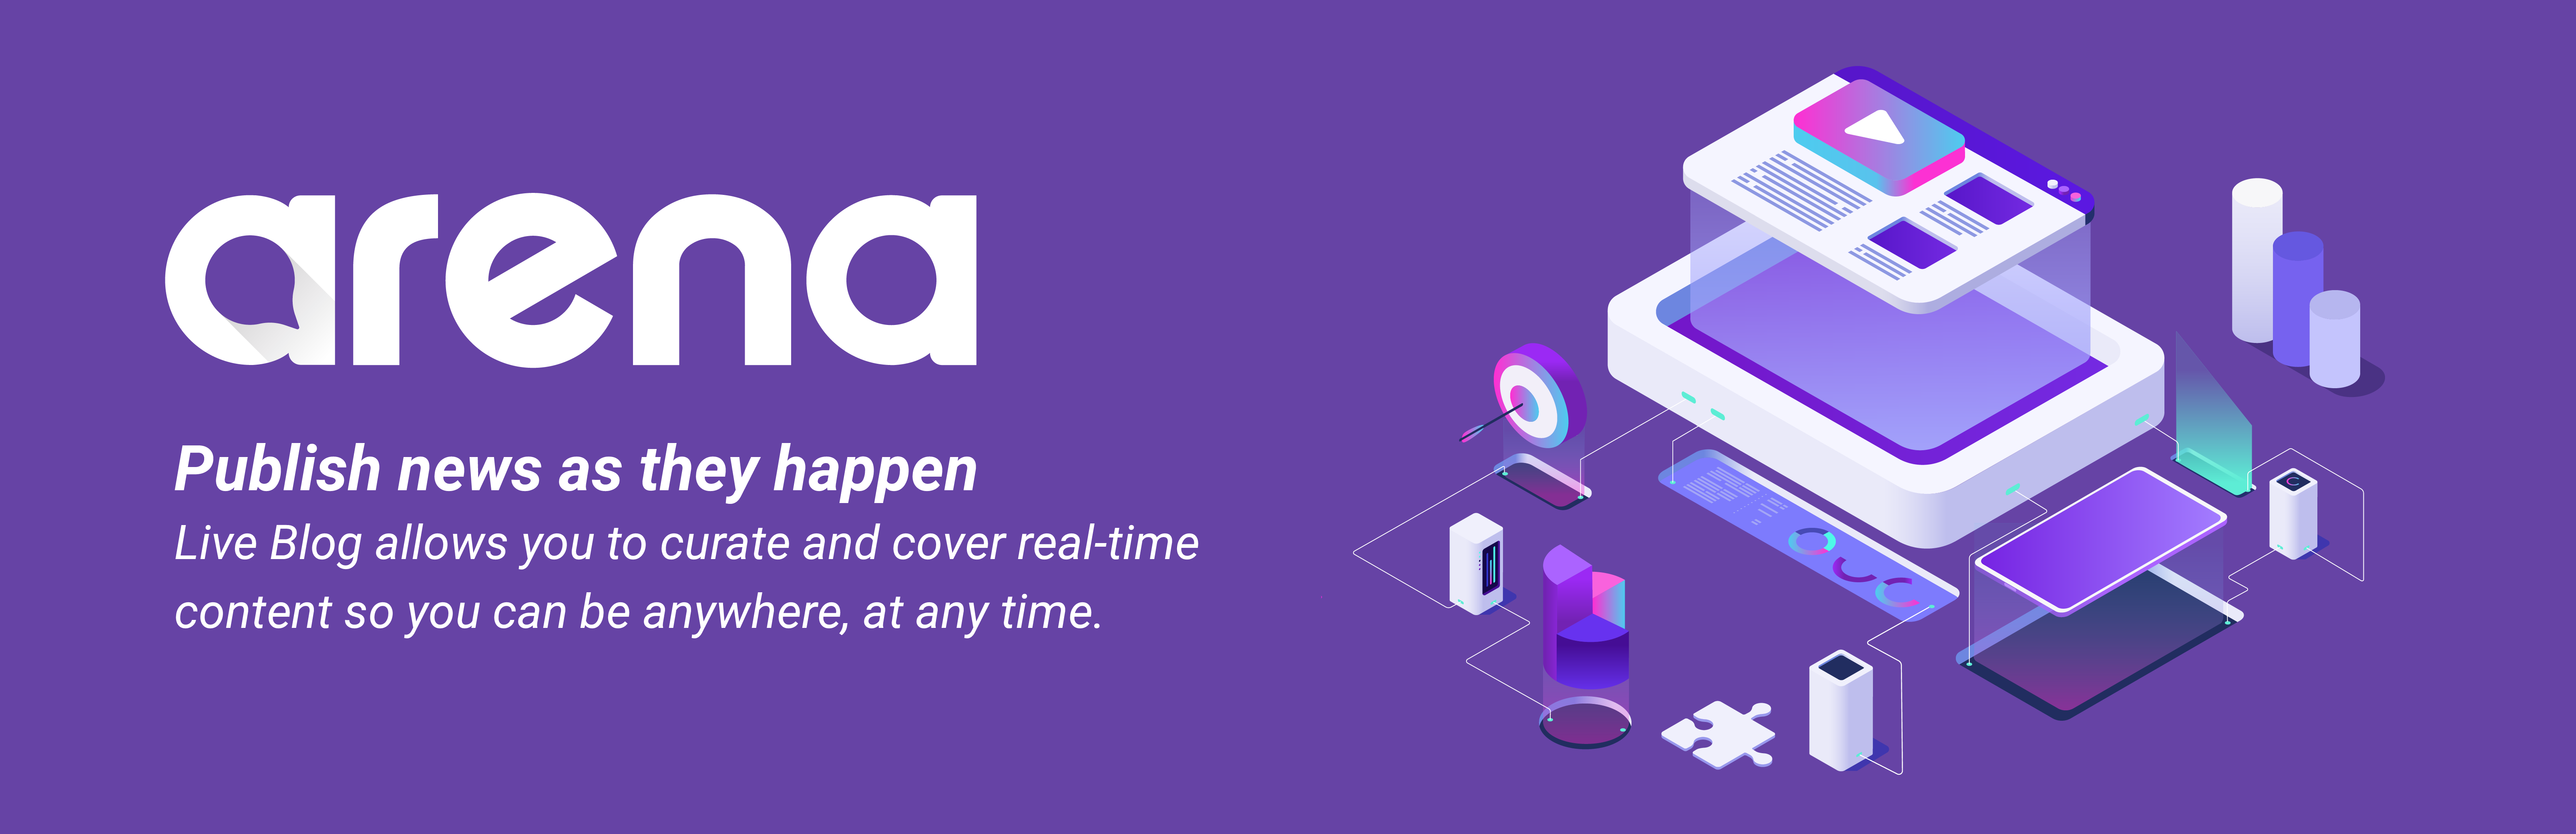 arena
Publish news as they happen
Live Blog allows you to curate and cover real-time
content so you can be anywhere, at any time.